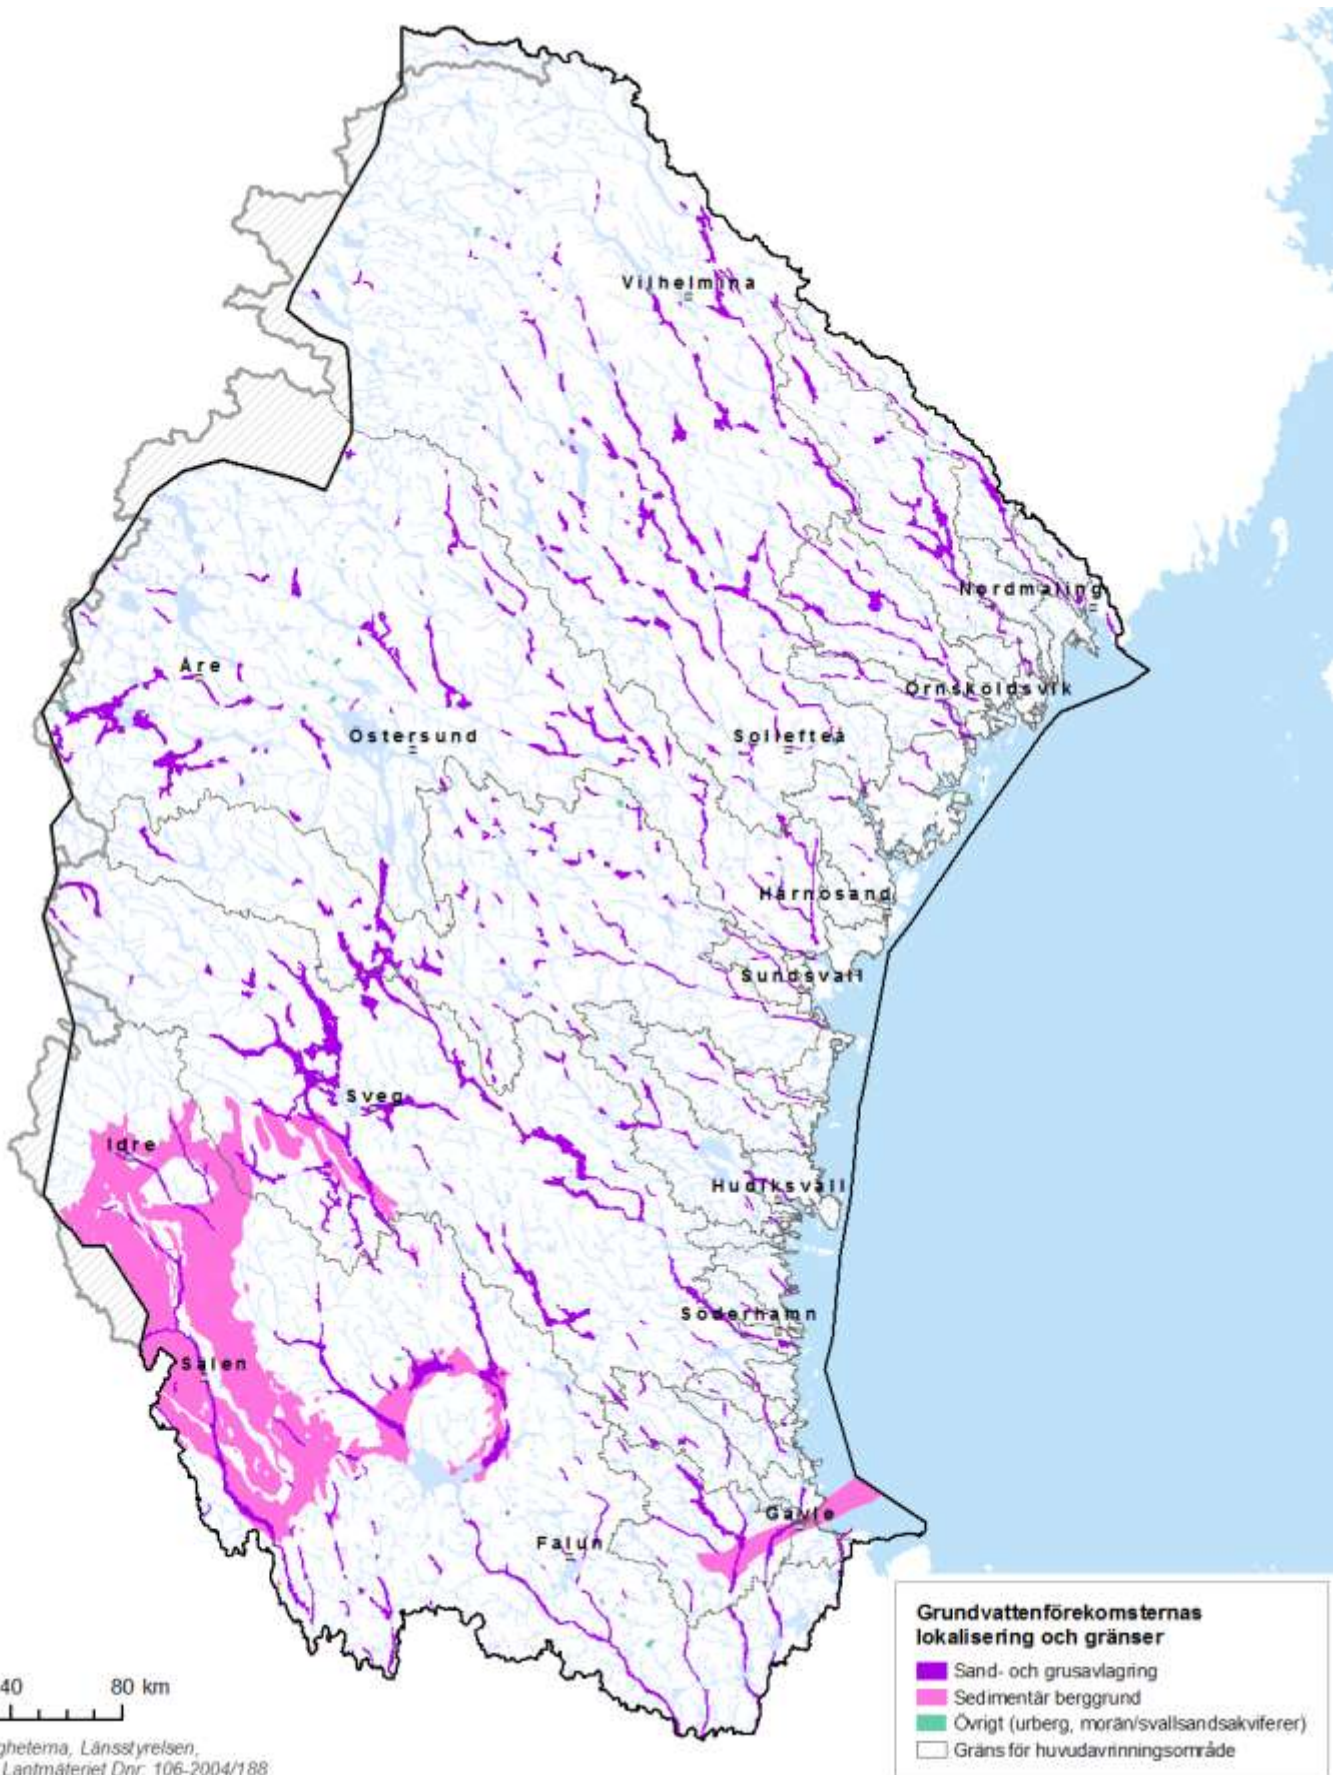 Vilhelmina
Nordmaling
Åre
Örnsköldsvik
Östersund
Sollefteå
Härnösand
Sundsvall
Sveg
Idre
Hudiksvall
Söderhamn
Sälen
Gävle
Falun
Grundvattenförekomsternas
lokalisering och gränser
Sand- och grusavlagring
Sedimentär berggrund
Övrigt (urberg, morän/svallsandsakviferer)
Gräns för huvudavrinningsområde
40 80 km
gheterna, Länsstyrelsen,
Lantmäteriet Dnr: 106-2004/188